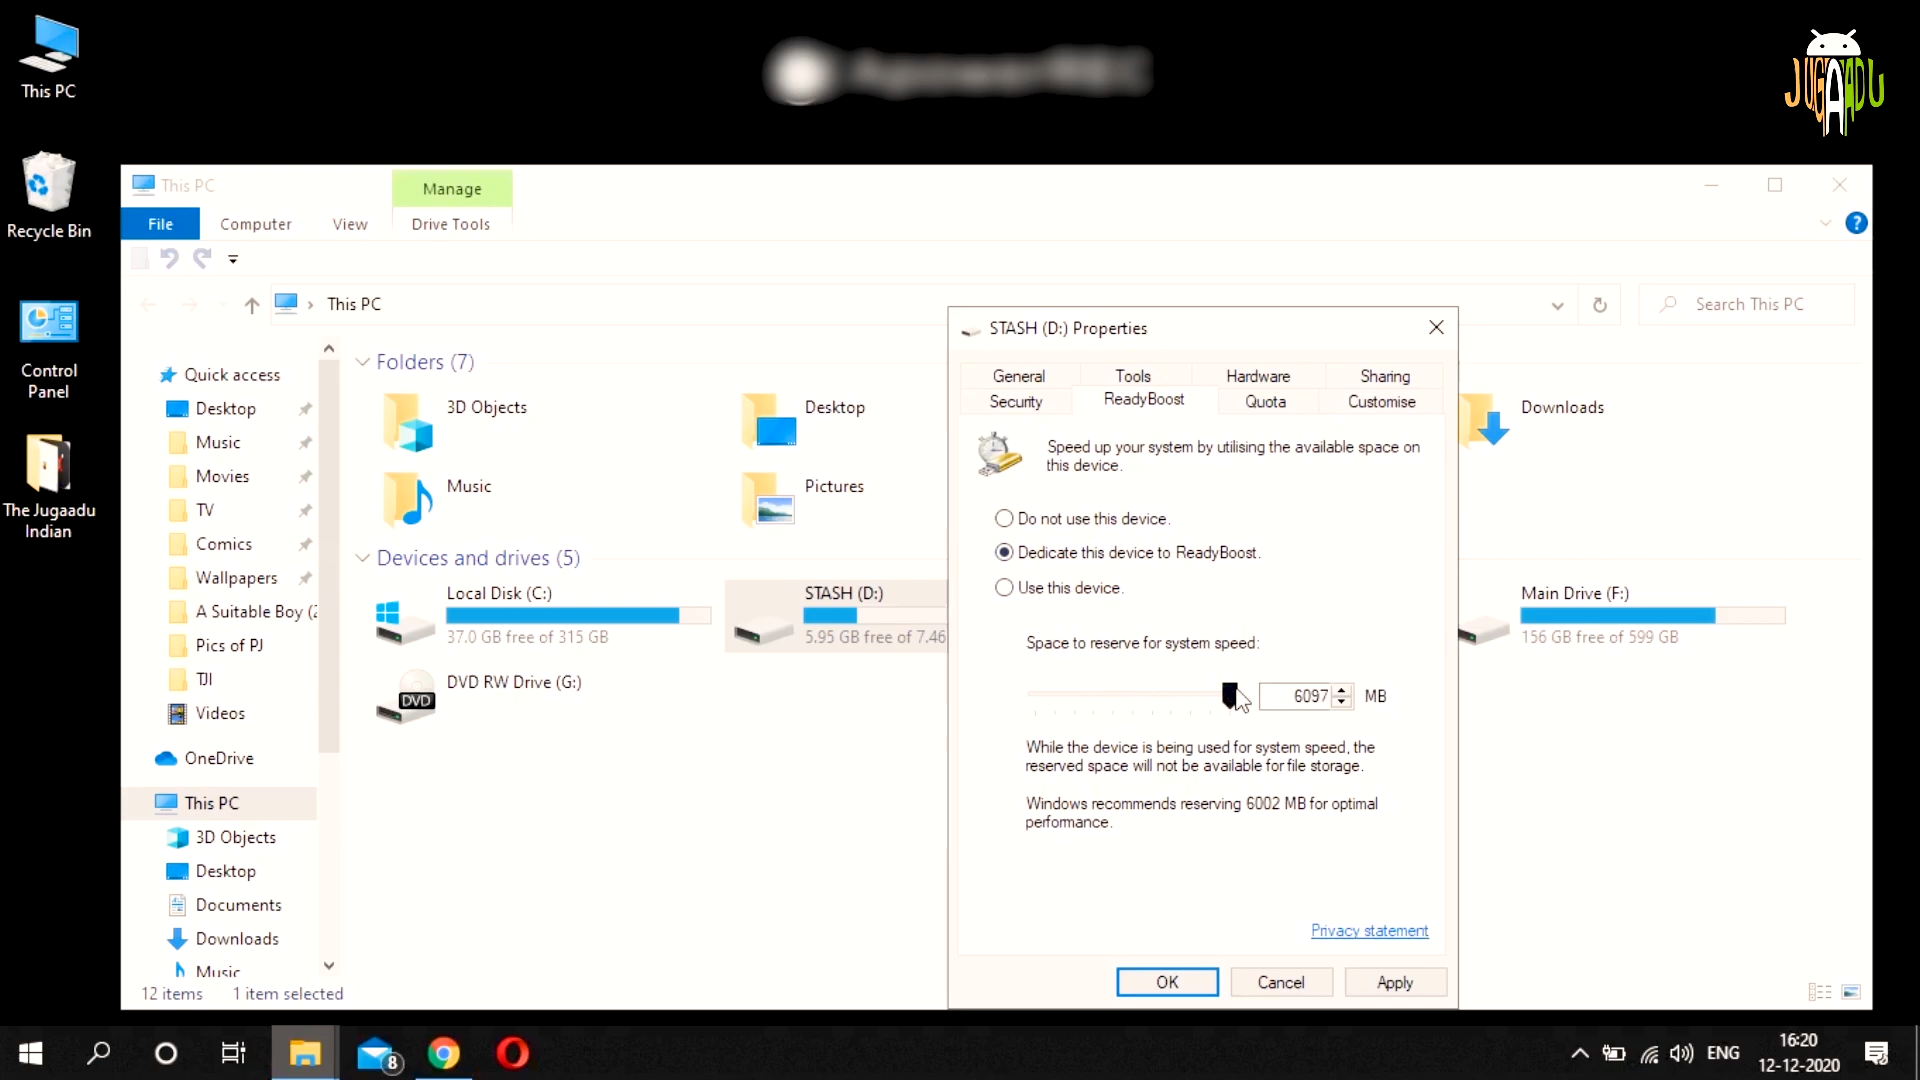 This PC
Recycle Bin
Control
Panel
The Jugaadu
Indian
JUGAADU
This PC
Manage
File
Computer
View
Drive Tools
?
This PC
Search This PC
Quick access
Desktop
Music
Movies
TV
Comics
Wallpapers
A Suitable Boy (2
Pics of PJ
TJI
Videos
OneDrive
This PC
3D Objects
Desktop
Documents
Downloads
Music
12 items
1 item selected
Folders (7)
3D Objects
Desktop
Downloads
Music
Pictures
Devices and drives (5)
Local Disk (C:)
37.0 GB free of 315 GB
STASH (D:)
5.95 GB free of 7.46
Main Drive (F:)
156 GB free of 599 GB
DVD
DVD RW Drive (G:)
STASH (D:) Properties
General
Tools
Hardware
Sharing
Security
ReadyBoost
Quota
Customise
Speed up your system by utilising the available space on
this device.
Do not use this device.
Dedicate this device to ReadyBoost.
Use this device.
Space to reserve for system speed:
6097
MB
While the device is being used for system speed, the
reserved space will not be available for file storage.
Windows recommends reserving 6002 MB for optimal
performance.
Privacy statement
OK
Cancel
Apply
8
ENG
16:20
12-12-2020